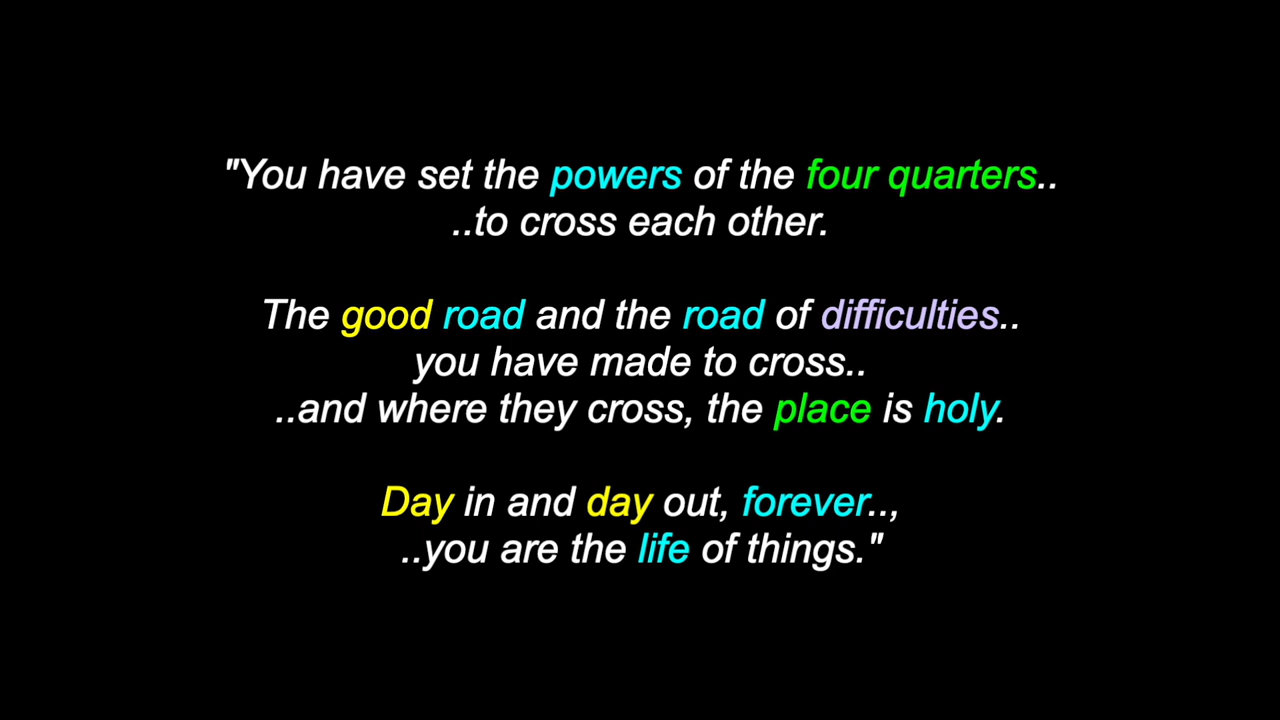 "You have set the powers of the four quarters..
..to cross each other.
The good road and the road of difficulties..
you have made to cross..
..and where they cross, the place is holy.
Day in and day out, forever..,
..you are the life of things."